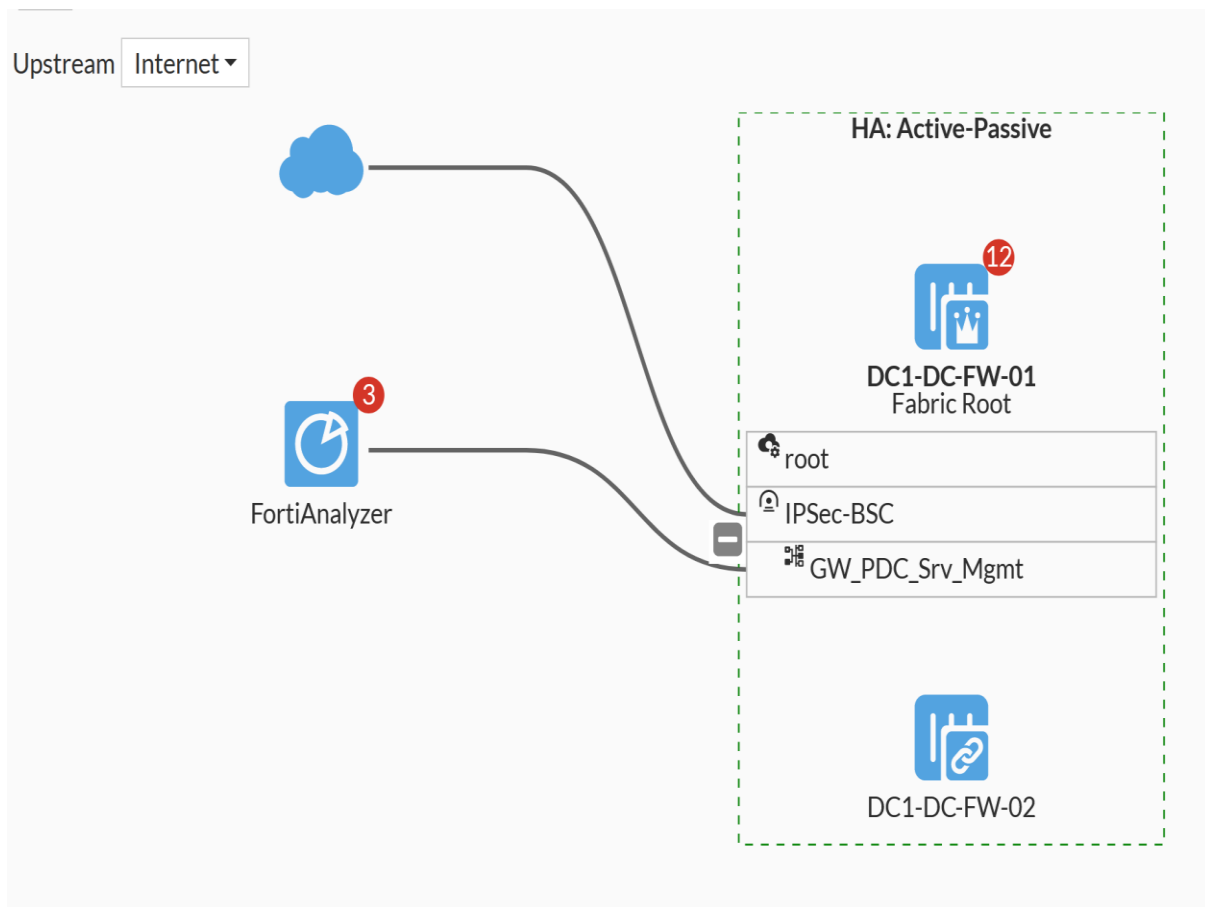 Upstream Internet
HA: Active-Passive
12
DC1-DC-FW-01
Fabric Root
3
FortiAnalyzer
root
IPSec-BSC
GW_PDC_Srv_Mgmt
DC1-DC-FW-02